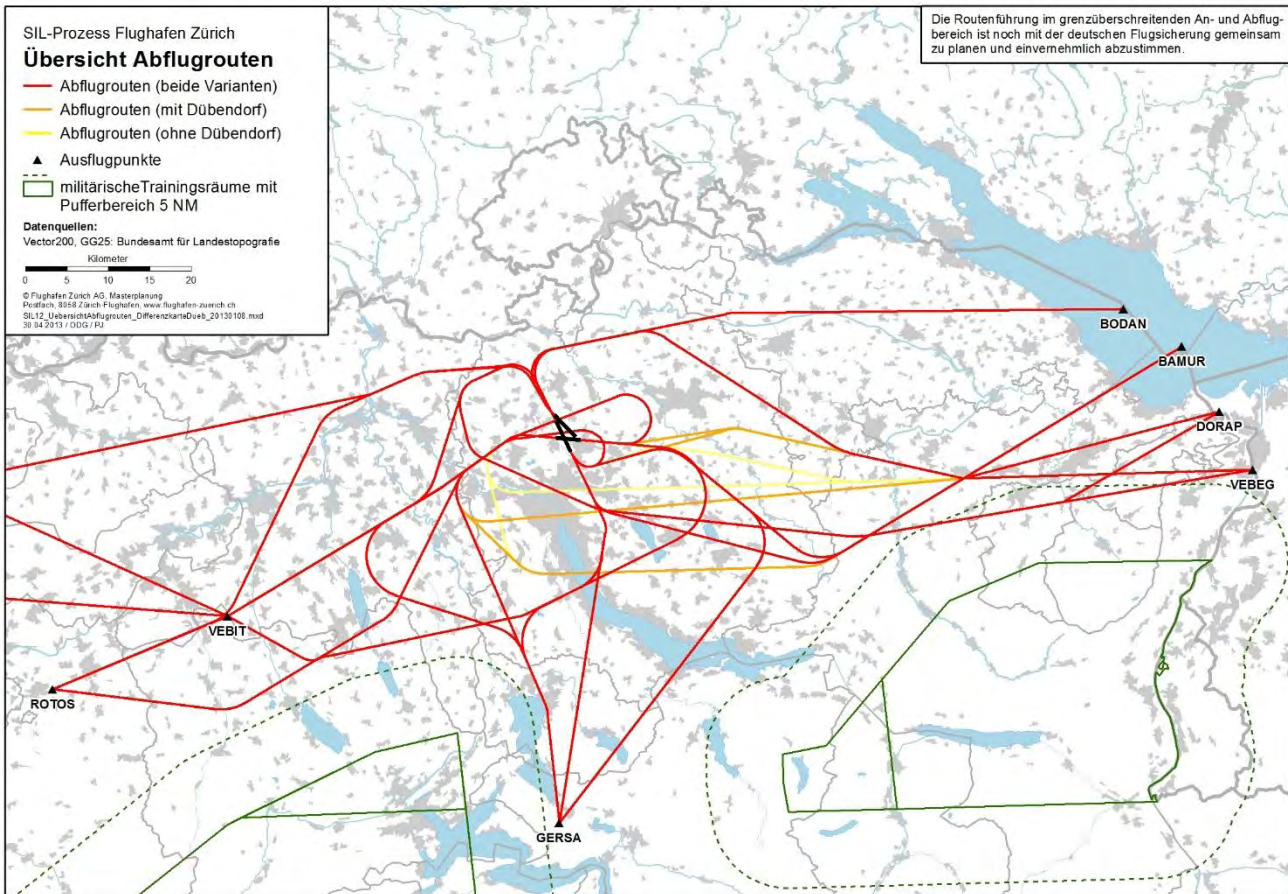 SIL-Prozess Flughafen Zürich
Übersicht Abflugrouten
Abflugrouten (beide Varianten)
Abflugrouten (mit Dübendorf)
Abflugrouten (ohne Dübendorf)
Ausflugpunkte
militärischeTrainingsräume mit
Pufferbereich 5 NM
Datenquellen:
Vector200, GG25: Bundesamt für Landestopografie
Kilometer
0 5 10 15 20
© Flughafen Zürich AG, Masterplanung
Postfach, 8058 Zürich-Flughafen, www.flughafen-zuerich.ch
SIL12_UebersichtAbflugrouten_DifferenzkarteDueb_20130108.mxd
30.04.2013 / DDG / PJ
Die Routenführung im grenzüberschreitenden An- und Abflug-
bereich ist noch mit der deutschen Flugsicherung gemeinsam
zu planen und einvernehmlich abzustimmen.
BODAN
BAMUR
DORAP
VEBEG
VEBIT
ROTOS
GERSA